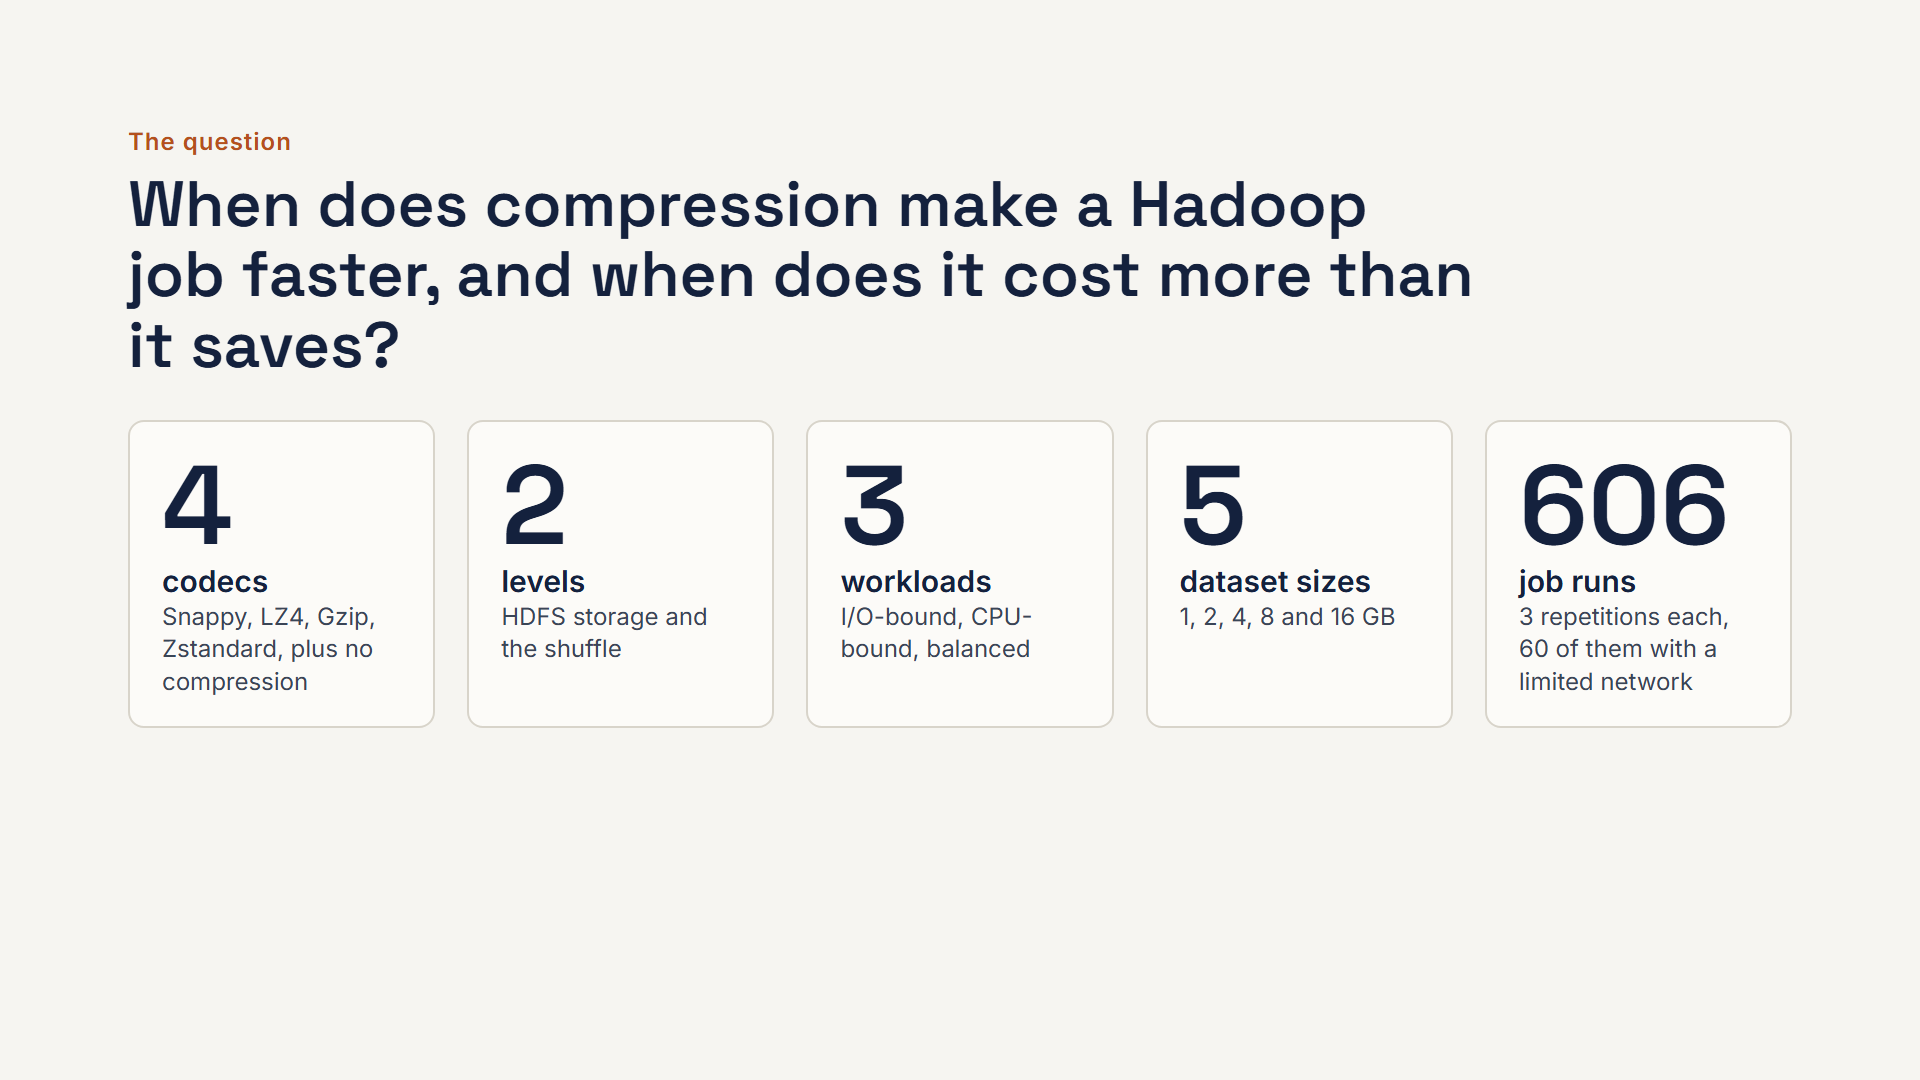 The question
When does compression make a Hadoop
job faster, and when does it cost more than
it saves?
4
codecs
Snappy, LZ4, Gzip,
Zstandard, plus no
compression
2
levels
HDFS storage and
the shuffle
3
workloads
I/O-bound, CPU-
bound, balanced
5
dataset sizes
1, 2, 4, 8 and 16 GB
606
job runs
3 repetitions each,
60 of them with a
limited network